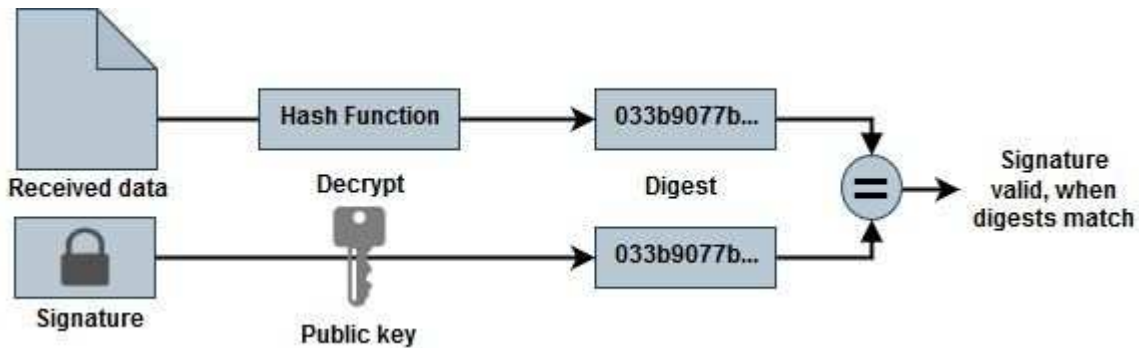 Hash Function
033b9077b...
Received data
Decrypt
Digest
Signature
valid, when
digests match
033b9077b...
Signature
Public key